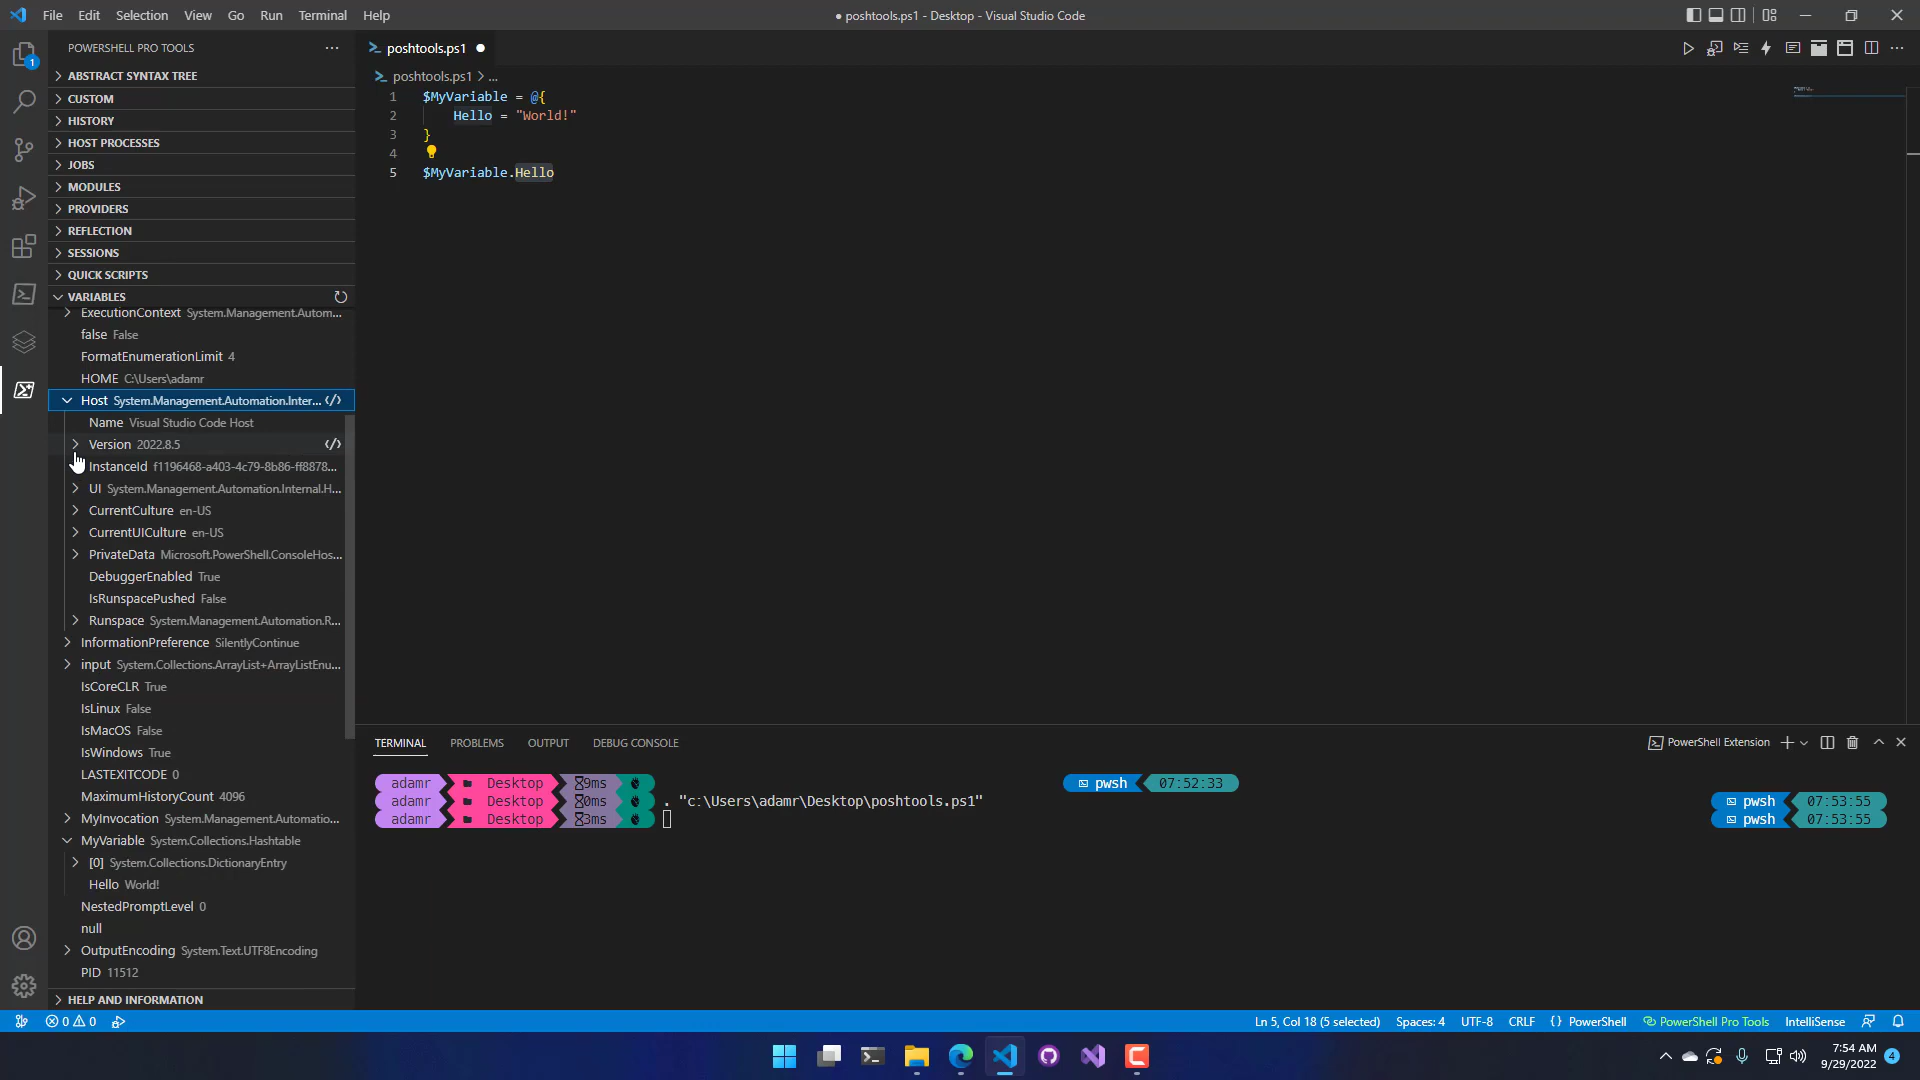 File Edit Selection View Go Run Terminal Help
● poshtools.ps1 - Desktop - Visual Studio Code
1
POWERSHELL PRO TOOLS
ABSTRACT SYNTAX TREE
CUSTOM
HISTORY
HOST PROCESSES
JOBS
MODULES
PROVIDERS
REFLECTION
SESSIONS
QUICK SCRIPTS
VARIABLES
ExecutionContext System.Management.Autom...
false False
FormatEnumerationLimit 4
HOME C:\Users\adamr
Host System.Management.Automation.Inter...
Name Visual Studio Code Host
Version 2022.8.5
InstanceId f1196468-a403-4c79-8b86-ff8878...
UI System.Management.Automation.Internal.H...
CurrentCulture en-US
CurrentUICulture en-US
PrivateData Microsoft.PowerShell.ConsoleHos...
DebuggerEnabled True
IsRunspacePushed False
Runspace System.Management.Automation.R...
InformationPreference SilentlyContinue
input System.Collections.ArrayList+ArrayListEnu...
IsCoreCLR True
IsLinux False
IsMacOS False
IsWindows True
LASTEXITCODE 0
MaximumHistoryCount 4096
MyInvocation System.Management.Automatio...
MyVariable System.Collections.Hashtable
[0] System.Collections.DictionaryEntry
Hello World!
NestedPromptLevel 0
null
OutputEncoding System.Text.UTF8Encoding
PID 11512
HELP AND INFORMATION
poshtools.ps1 ●
poshtools.ps1 > ...
1 $MyVariable = @{
2 Hello = "World!"
3 }
4
5 $MyVariable.Hello
TERMINAL PROBLEMS OUTPUT DEBUG CONSOLE
PowerShell Extension
adamr Desktop 9ms pwsh 07:52:33
adamr Desktop 0ms . "c:\Users\adamr\Desktop\poshtools.ps1" pwsh 07:53:55
adamr Desktop 3ms pwsh 07:53:55
0 0
Ln 5, Col 18 (5 selected) Spaces: 4 UTF-8 CRLF {} PowerShell PowerShell Pro Tools IntelliSense
7:54 AM
9/29/2022
4